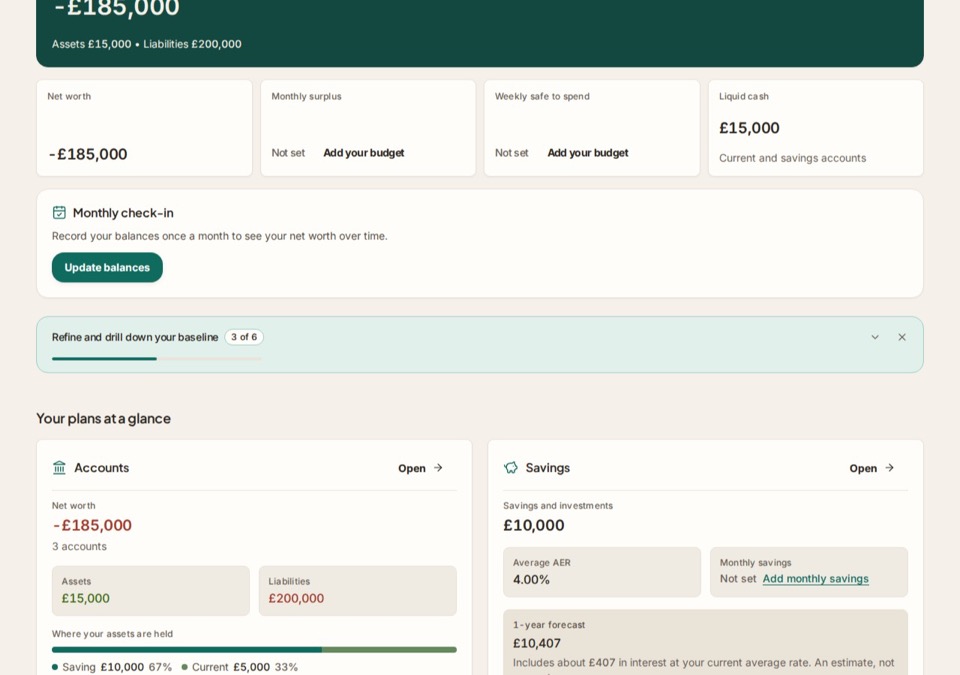 -£185,000
Assets £15,000 • Liabilities £200,000
Net worth
-£185,000
Monthly surplus
Not set Add your budget
Weekly safe to spend
Not set Add your budget
Liquid cash
£15,000
Current and savings accounts
Monthly check-in
Record your balances once a month to see your net worth over time.
Update balances
Refine and drill down your baseline 3 of 6
Your plans at a glance
Accounts
Open →
Net worth
-£185,000
3 accounts
Assets
£15,000
Liabilities
£200,000
Where your assets are held
Saving £10,000 67% Current £5,000 33%
Savings
Open →
Savings and investments
£10,000
Average AER
4.00%
Monthly savings
Not set Add monthly savings
1-year forecast
£10,407
Includes about £407 in interest at your current average rate. An estimate, not